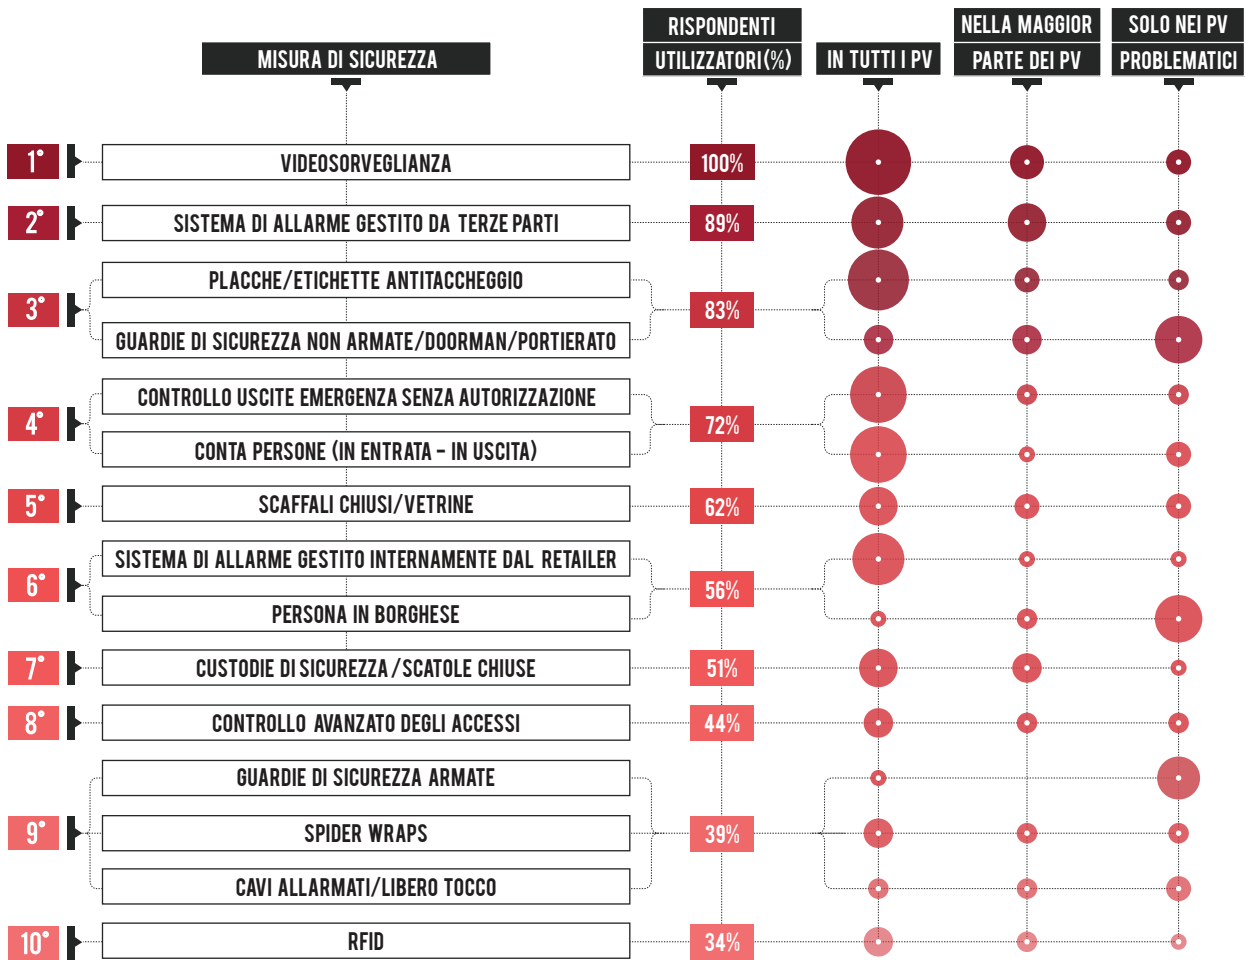 MISURA DI SICUREZZA
RISPONDENTI
UTILIZZATORI (%)
IN TUTTI I PV
NELLA MAGGIOR
PARTE DEI PV
SOLO NEI PV
PROBLEMATICI
1°
VIDEOSORVEGLIANZA
100%
2°
SISTEMA DI ALLARME GESTITO DA TERZE PARTI
89%
3°
PLACCHE/ETICHETTE ANTITACCHEGGIO
GUARDIE DI SICUREZZA NON ARMATE/DOORMAN/PORTIERATO
83%
4°
CONTROLLO USCITE EMERGENZA SENZA AUTORIZZAZIONE
CONTA PERSONE (IN ENTRATA - IN USCITA)
72%
5°
SCAFFALI CHIUSI/VETRINE
62%
6°
SISTEMA DI ALLARME GESTITO INTERNAMENTE DAL RETAILER
PERSONA IN BORGHESE
56%
7°
CUSTODIE DI SICUREZZA / SCATOLE CHIUSE
51%
8°
CONTROLLO AVANZATO DEGLI ACCESSI
44%
9°
GUARDIE DI SICUREZZA ARMATE
SPIDER WRAPS
CAVI ALLARMATI/LIBERO TOCCO
39%
10°
RFID
34%